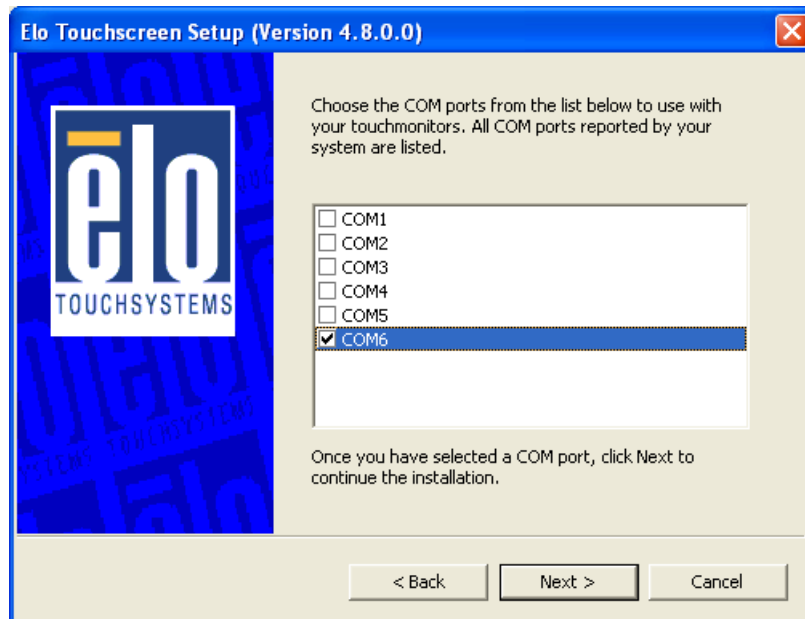 Elo Touchscreen Setup (Version 4.8.0.0)
ēlo
TOUCHSYSTEMS
Choose the COM ports from the list below to use with
your touchmonitors. All COM ports reported by your
system are listed.
COM1
COM2
COM3
COM4
COM5
COM6
Once you have selected a COM port, click Next to
continue the installation.
< Back
Next >
Cancel